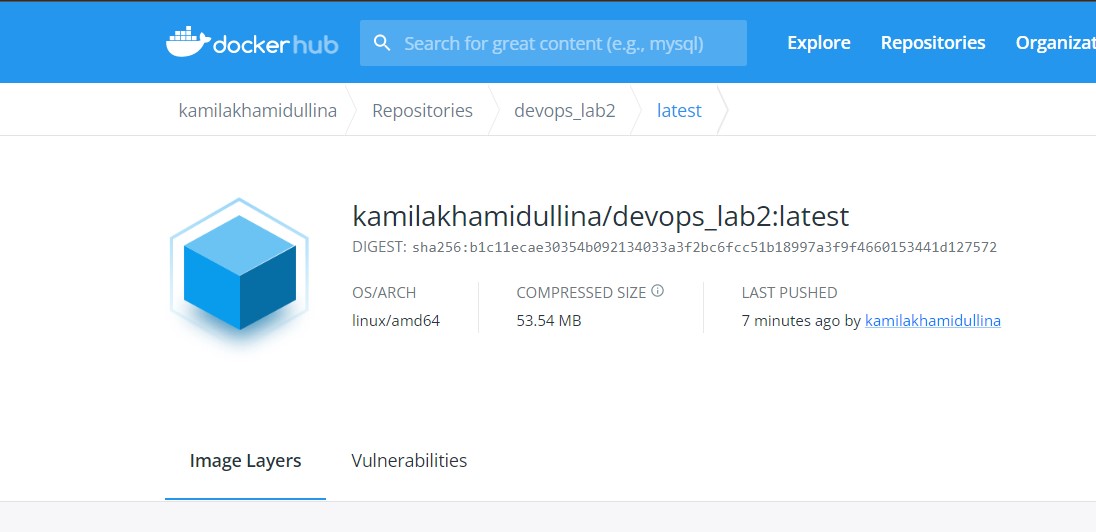 docker hub Search for great content (e.g., mysql) Explore Repositories Organizat
kamilakhamidullina Repositories devops_lab2 latest
kamilakhamidullina/devops_lab2:latest
DIGEST: sha256:b1c11ecae30354b092134033a3f2bc6fcc51b18997a3f9f4660153441d127572
OS/ARCH COMPRESSED SIZE LAST PUSHED
linux/amd64 53.54 MB 7 minutes ago by kamilakhamidullina
Image Layers Vulnerabilities